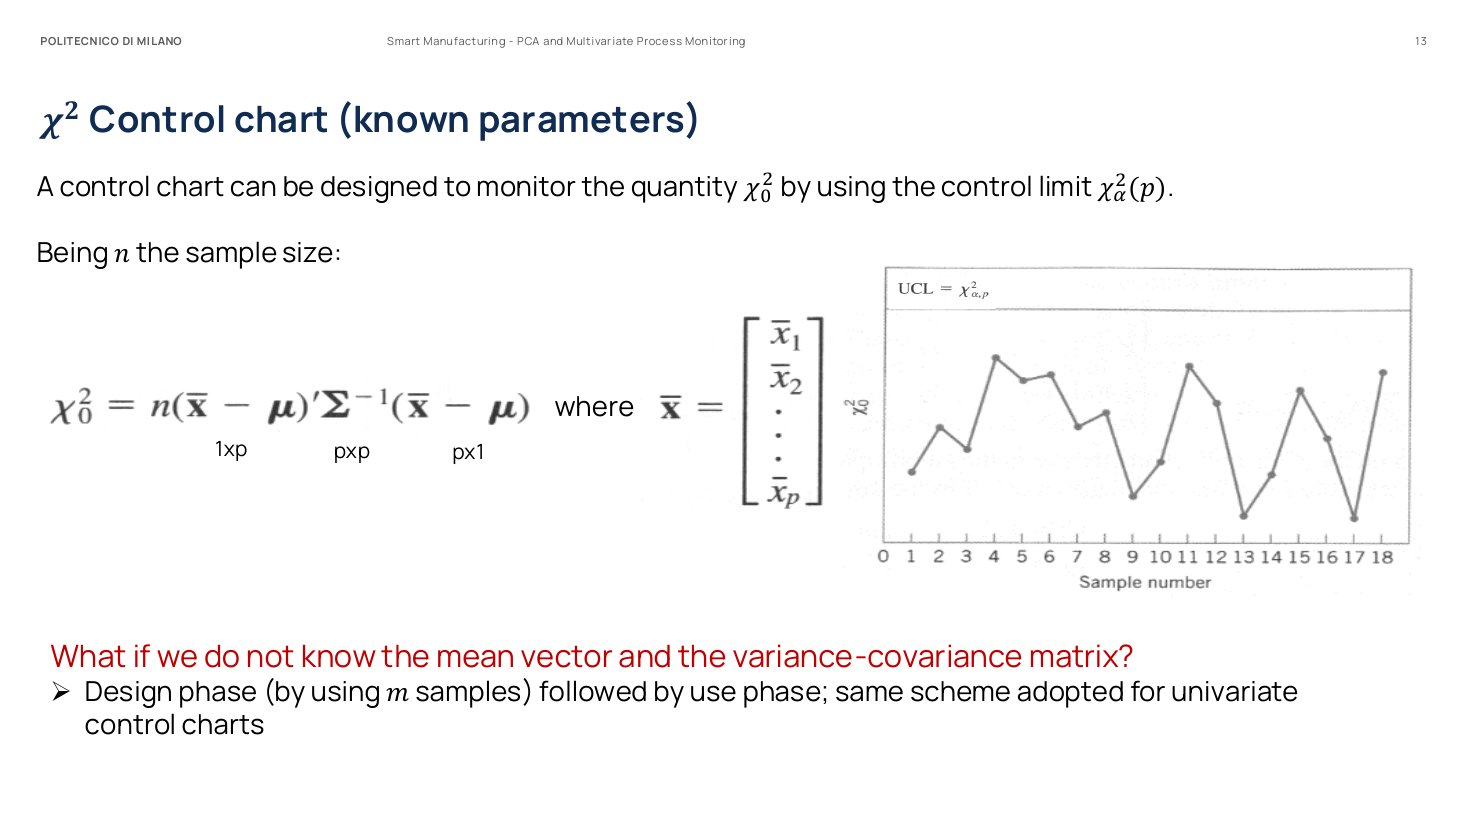 POLITECNICO DI MILANO
Smart Manufacturing - PCA and Multivariate Process Monitoring
13
χ² Control chart (known parameters)
A control chart can be designed to monitor the quantity χ₀² by using the control limit χ²_α(p).
Being n the sample size:
χ₀² = n(x̄ − μ)′Σ⁻¹(x̄ − μ) where x̄ =
1xp pxp px1
x̄₁
x̄₂
.
.
.
x̄ₚ
UCL = χ²_α,p
χ₀²
0 1 2 3 4 5 6 7 8 9 10 11 12 13 14 15 16 17 18
Sample number
What if we do not know the mean vector and the variance-covariance matrix?
➢ Design phase (by using m samples) followed by use phase; same scheme adopted for univariate
control charts